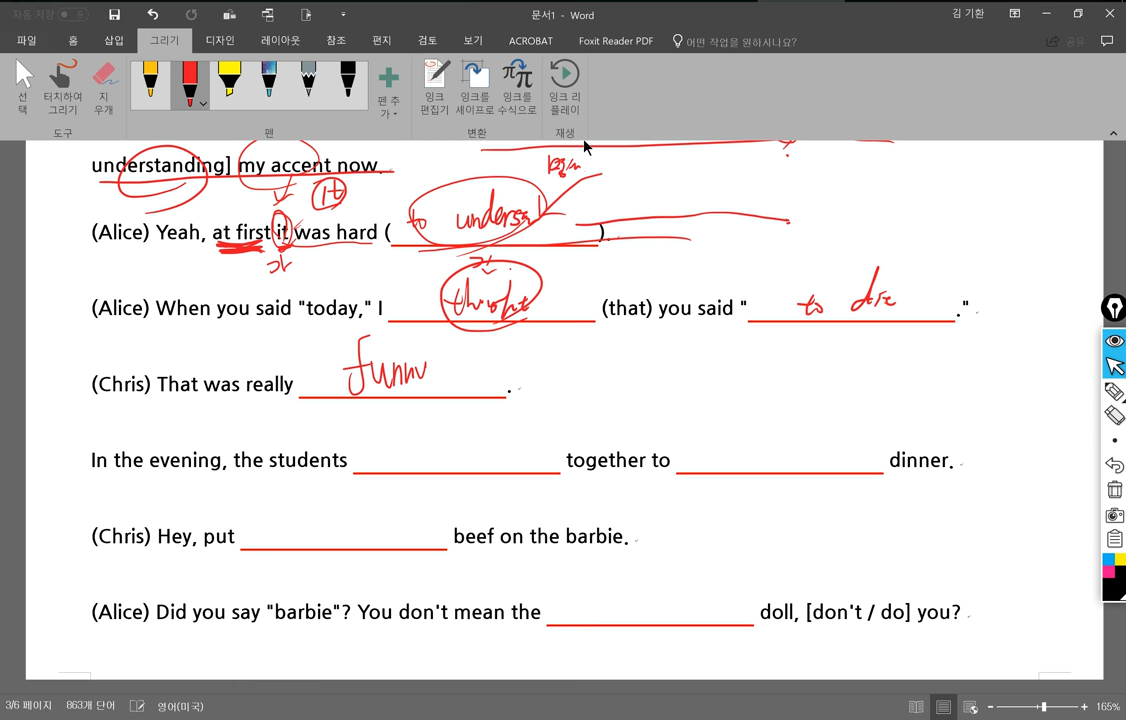 자동 저장
문서1 - Word
김 기환
파일 홈 삽입 그리기 디자인 레이아웃 참조 편지 검토 보기 ACROBAT Foxit Reader PDF 어떤 작업을 원하시나요? 공유
선택
터치하여 그리기
지우개
펜 추가
잉크 편집기
잉크를 셰이프로
잉크를 수식으로
잉크 리플레이
도구 펜 변환 재생
understanding] my accent now.
it
to
(Alice) Yeah, at first it was hard ( ).
(Alice) When you said "today," I (that) you said "to die."
(Chris) That was really funny.
In the evening, the students together to dinner.
(Chris) Hey, put beef on the barbie.
(Alice) Did you say "barbie"? You don't mean the doll, [don't / do] you?
3/6 페이지 863개 단어 영어(미국) 165%